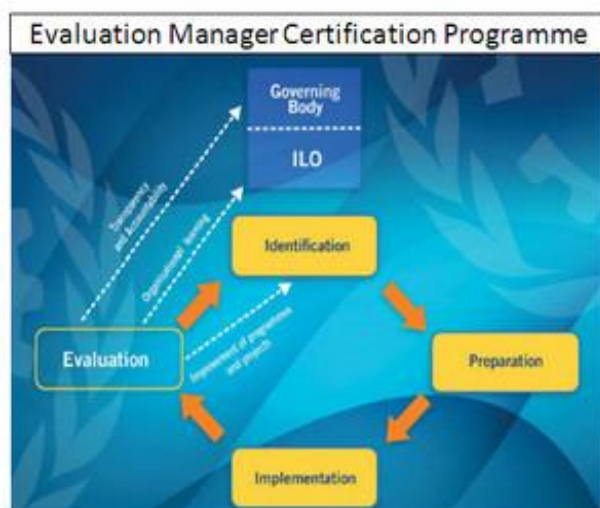 Evaluation Manager Certification Programme
Governing
Body
ILO
Transparency
and Accountability
Organizational learning
Identification
Improvement of programmes
and projects
Evaluation
Preparation
Implementation